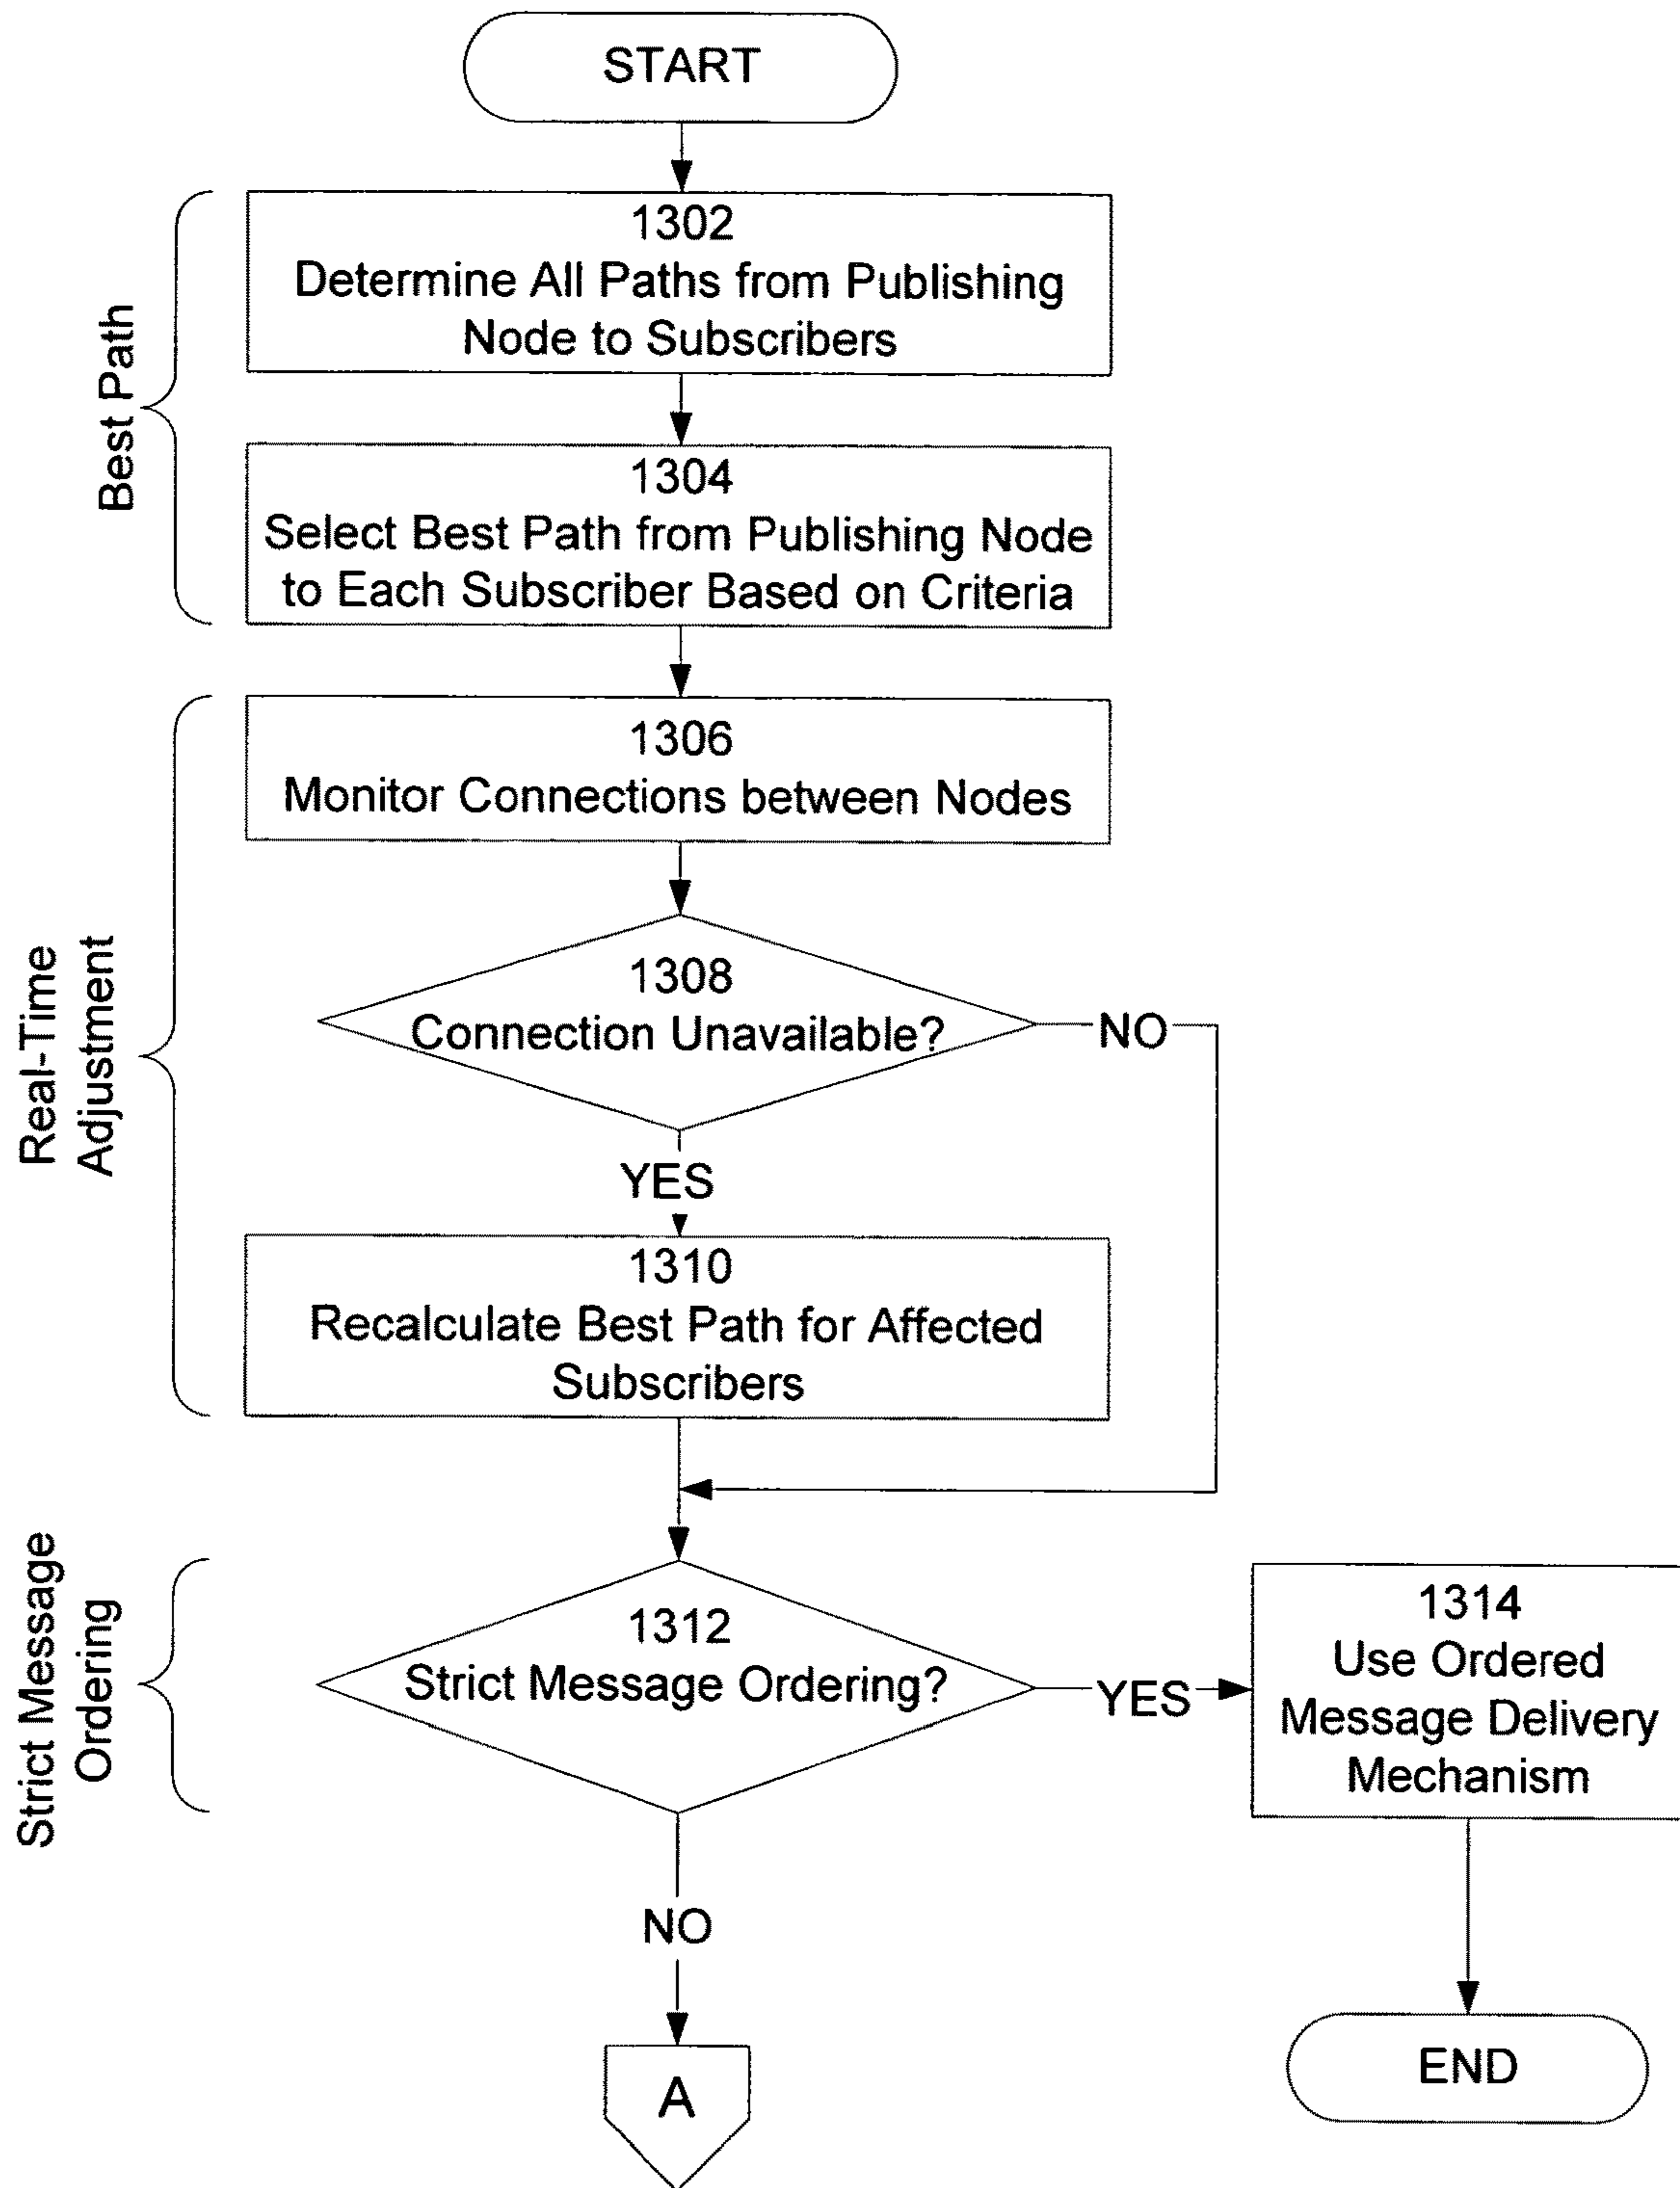 START
Best Path
1302
Determine All Paths from Publishing
Node to Subscribers
1304
Select Best Path from Publishing Node
to Each Subscriber Based on Criteria
Real-Time
Adjustment
1306
Monitor Connections between Nodes
1308
Connection Unavailable?
NO
YES
1310
Recalculate Best Path for Affected
Subscribers
Strict Message
Ordering
1312
Strict Message Ordering?
YES
1314
Use Ordered
Message Delivery
Mechanism
NO
A
END